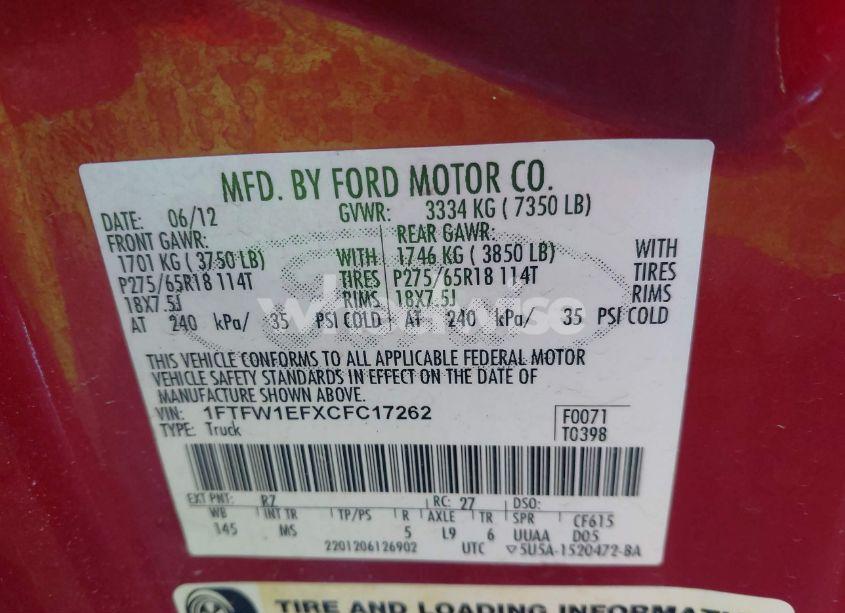 MFD. BY FORD MOTOR CO.
DATE: 06/12 GVWR: 3334 KG ( 7350 LB)
FRONT GAWR: REAR GAWR:
1701 KG ( 3750 LB) WITH 1746 KG ( 3850 LB) WITH
P275/65R18 114T TIRES P275/65R18 114T TIRES
18X7.5J RIMS 18X7.5J RIMS
AT 240 kPa/ 35 PSI COLD AT 240 kPa/ 35 PSI COLD
THIS VEHICLE CONFORMS TO ALL APPLICABLE FEDERAL MOTOR
VEHICLE SAFETY STANDARDS IN EFFECT ON THE DATE OF
MANUFACTURE SHOWN ABOVE.
VIN: 1FTFW1EFXCFC17262 F0071
TYPE: Truck T0398
EXT PNT: RZ RC: 27 DSO:
WB INT TR TP/PS R AXLE TR SPR CF615
145 MS 5 L9 6 UUAA D05
2201206126902 UTC ▽5U5A-1520472-BA
TIRE AND LOADING INFORMATI